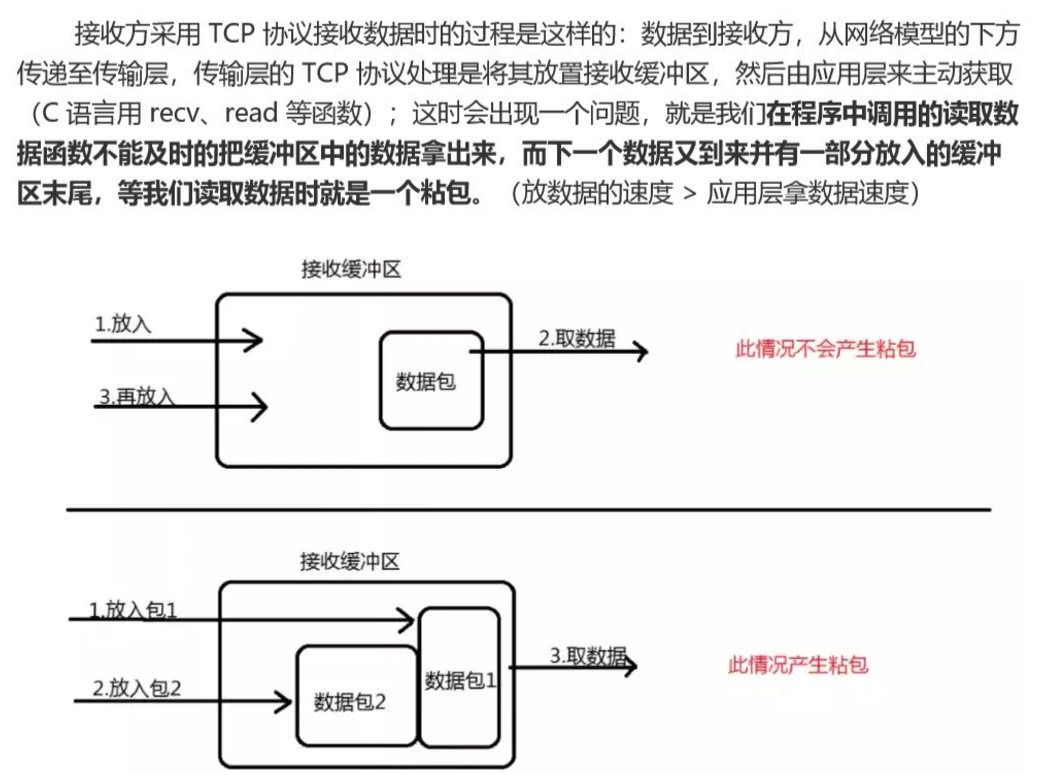 接收方采用 TCP 协议接收数据时的过程是这样的：数据到接收方，从网络模型的下方
传递至传输层，传输层的 TCP 协议处理是将其放置接收缓冲区，然后由应用层来主动获取
（C 语言用 recv、read 等函数）；这时会出现一个问题，就是我们在程序中调用的读取数
据函数不能及时的把缓冲区中的数据拿出来，而下一个数据又到来并有一部分放入的缓冲
区末尾，等我们读取数据时就是一个粘包。（放数据的速度 > 应用层拿数据速度）
接收缓冲区
1.放入
2.取数据
此情况不会产生粘包
数据包
3.再放入
接收缓冲区
1.放入包1
3.取数据
此情况产生粘包
数据包1
2.放入包2
数据包2